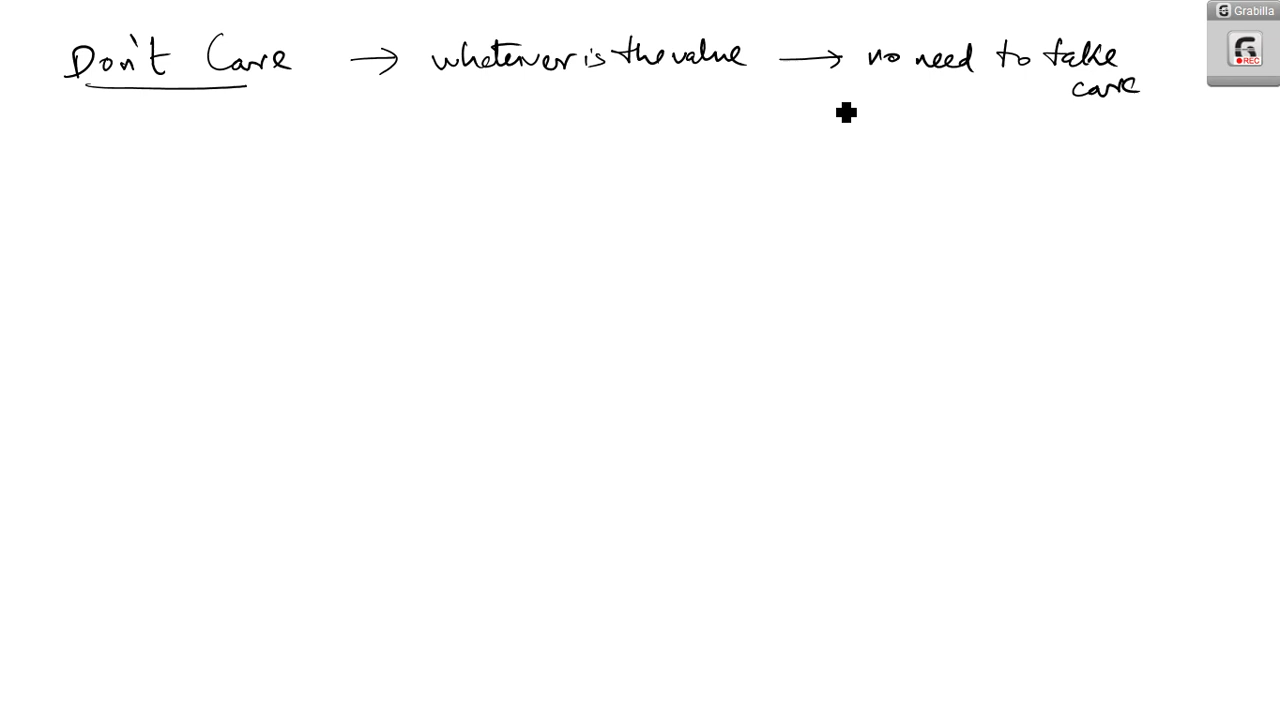 Don't Care → whatever is the value → no need to take
care
Grabilla
REC